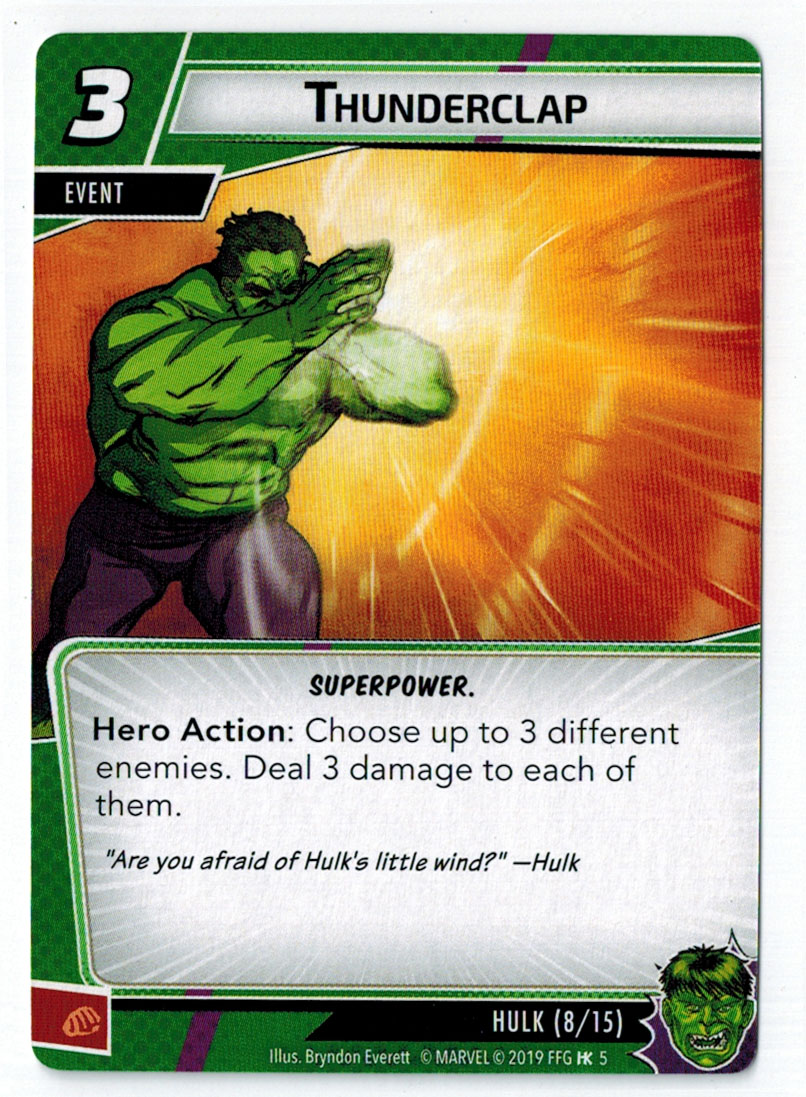 3
THUNDERCLAP
EVENT
SUPERPOWER.
Hero Action: Choose up to 3 different
enemies. Deal 3 damage to each of
them.
"Are you afraid of Hulk's little wind?" —Hulk
HULK (8/15)
Illus. Bryndon Everett © MARVEL © 2019 FFG HK 5